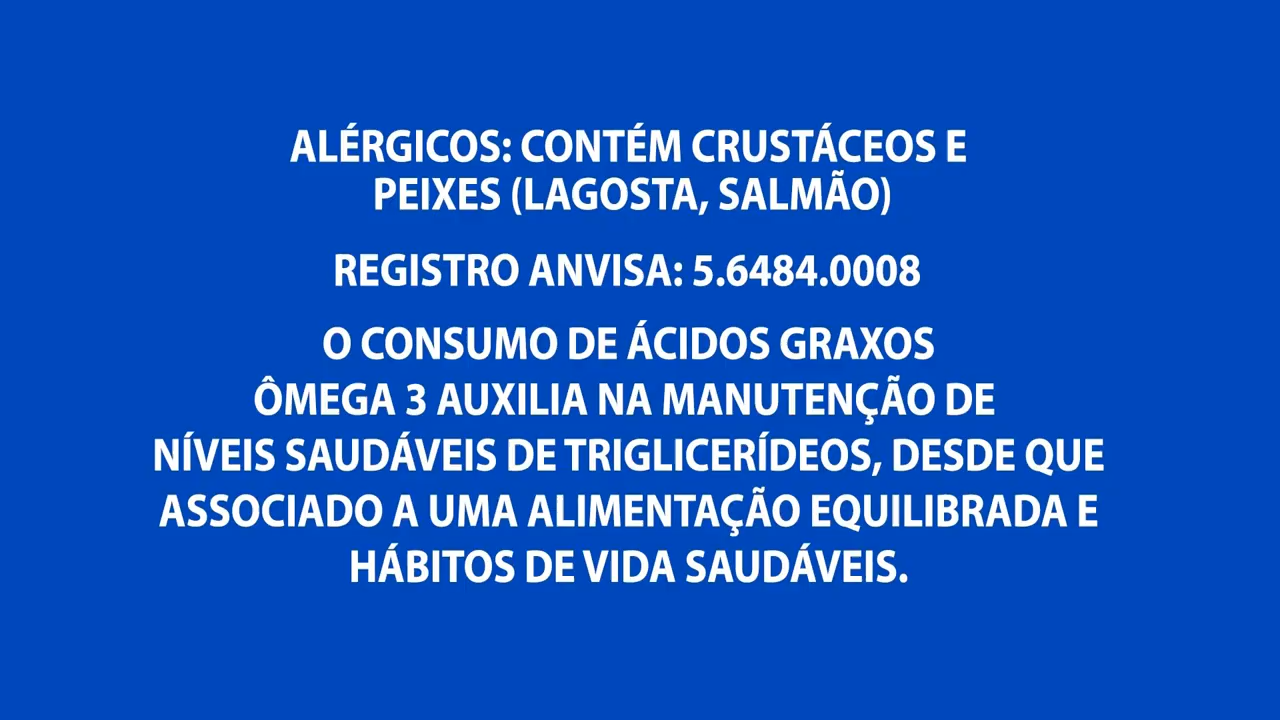 ALÉRGICOS: CONTÉM CRUSTÁCEOS E
PEIXES (LAGOSTA, SALMÃO)
REGISTRO ANVISA: 5.6484.0008
O CONSUMO DE ÁCIDOS GRAXOS
ÔMEGA 3 AUXILIA NA MANUTENÇÃO DE
NÍVEIS SAUDÁVEIS DE TRIGLICERÍDEOS, DESDE QUE
ASSOCIADO A UMA ALIMENTAÇÃO EQUILIBRADA E
HÁBITOS DE VIDA SAUDÁVEIS.